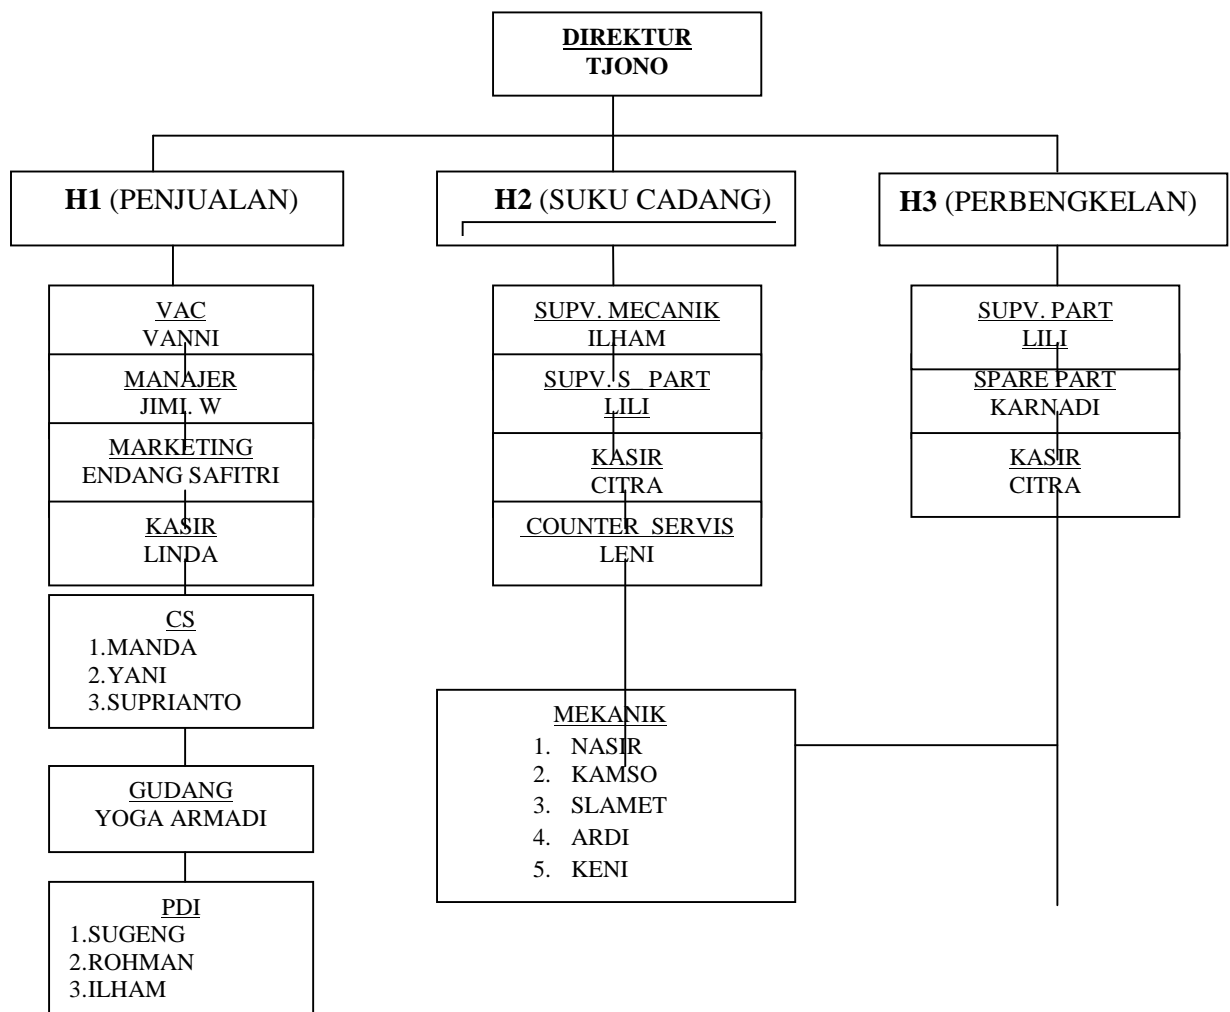 DIREKTUR
TJONO
H1 (PENJUALAN)
H2 (SUKU CADANG)
H3 (PERBENGKELAN)
VAC
VANNI
MANAJER
JIMI. W
MARKETING
ENDANG SAFITRI
KASIR
LINDA
CS
1.MANDA
2.YANI
3.SUPRIANTO
GUDANG
YOGA ARMADI
PDI
1.SUGENG
2.ROHMAN
3.ILHAM
SUPV. MECANIK
ILHAM
SUPV. S_ PART
LILI
KASIR
CITRA
COUNTER SERVIS
LENI
MEKANIK
1. NASIR
2. KAMSO
3. SLAMET
4. ARDI
5. KENI
SUPV. PART
LILI
SPARE PART
KARNADI
KASIR
CITRA